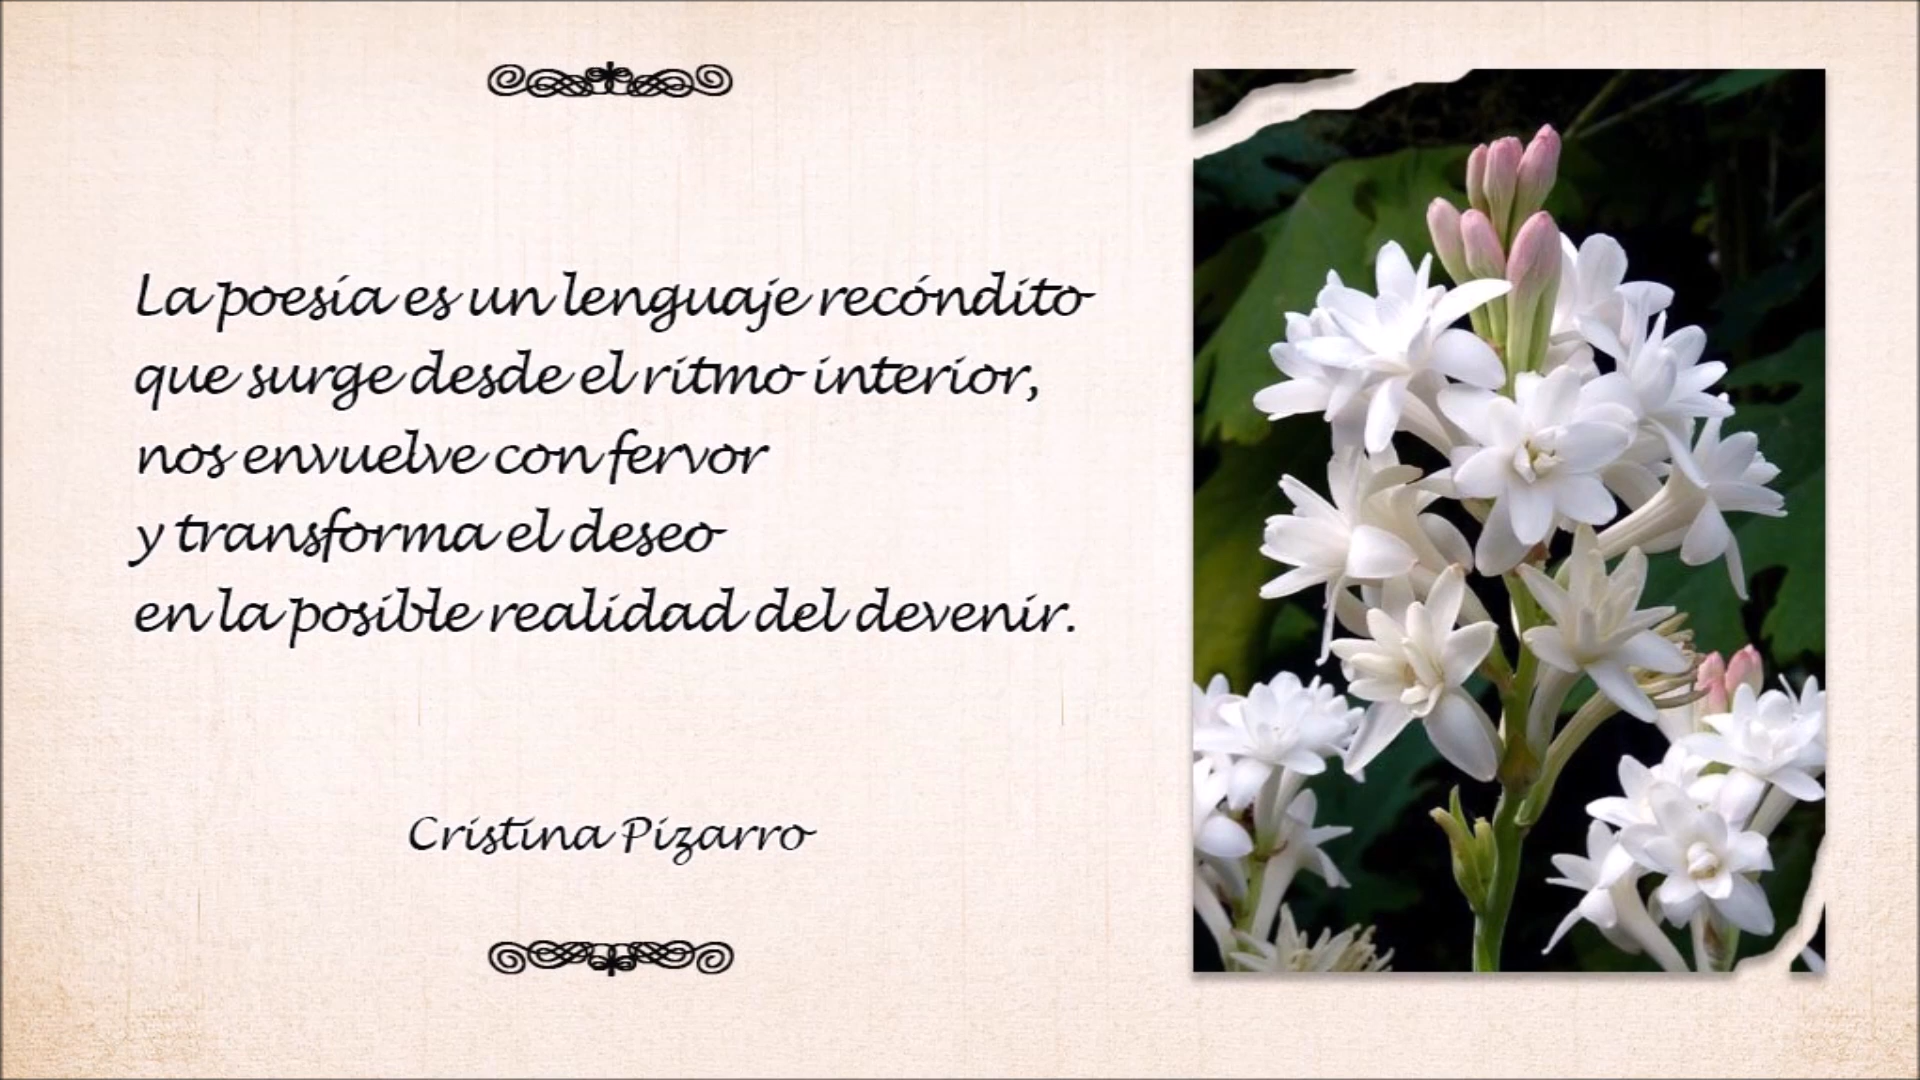 La poesía es un lenguaje recóndito
que surge desde el ritmo interior,
nos envuelve con fervor
y transforma el deseo
en la posible realidad del devenir.
Cristina Pizarro